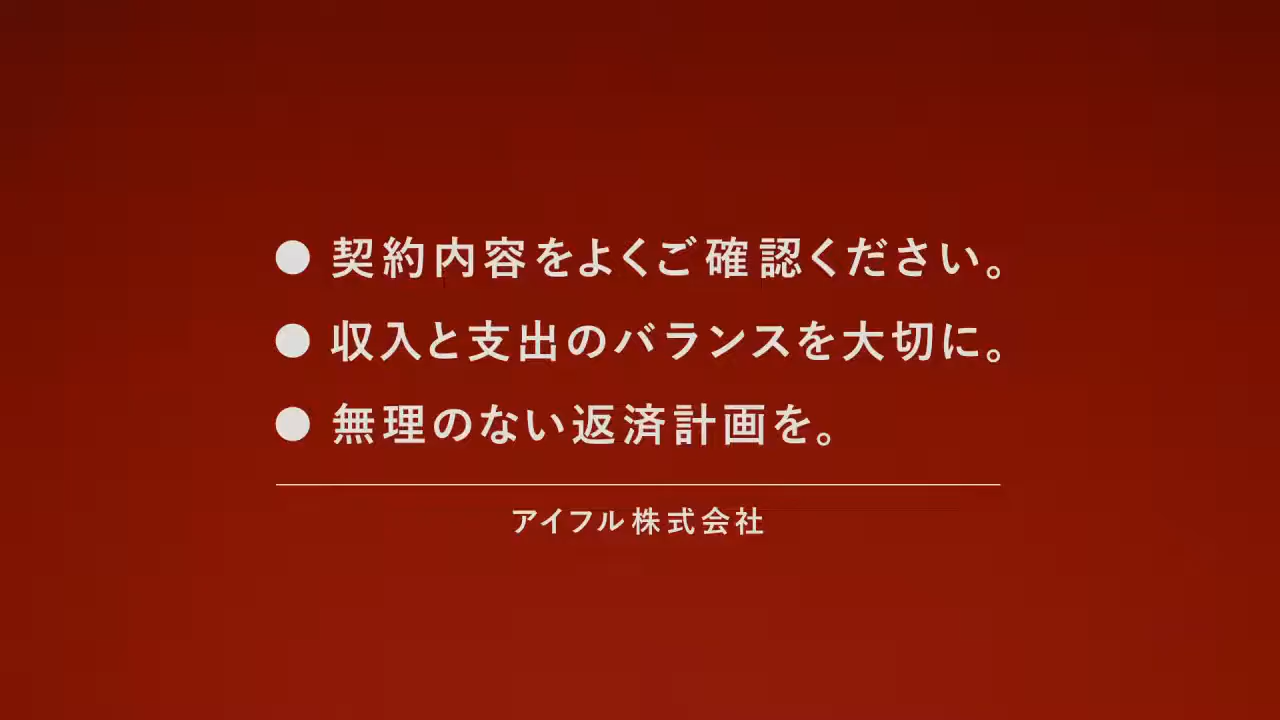 ● 契約内容をよくご確認ください。
● 収入と支出のバランスを大切に。
● 無理のない返済計画を。
アイフル株式会社